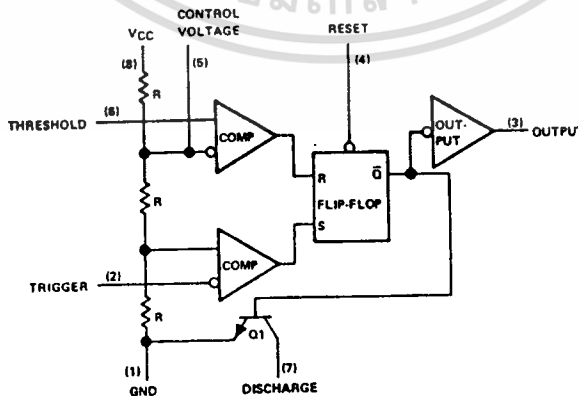 CONTROL
VOLTAGE
RESET
VCC
(8)
(5)
(4)
R
THRESHOLD
(6)
COMP
OUT-
PUT
(3)
OUTPUT
R
Q̅
FLIP-FLOP
S
R
COMP
TRIGGER
(2)
R
Q1
(1)
(7)
GND
DISCHARGE